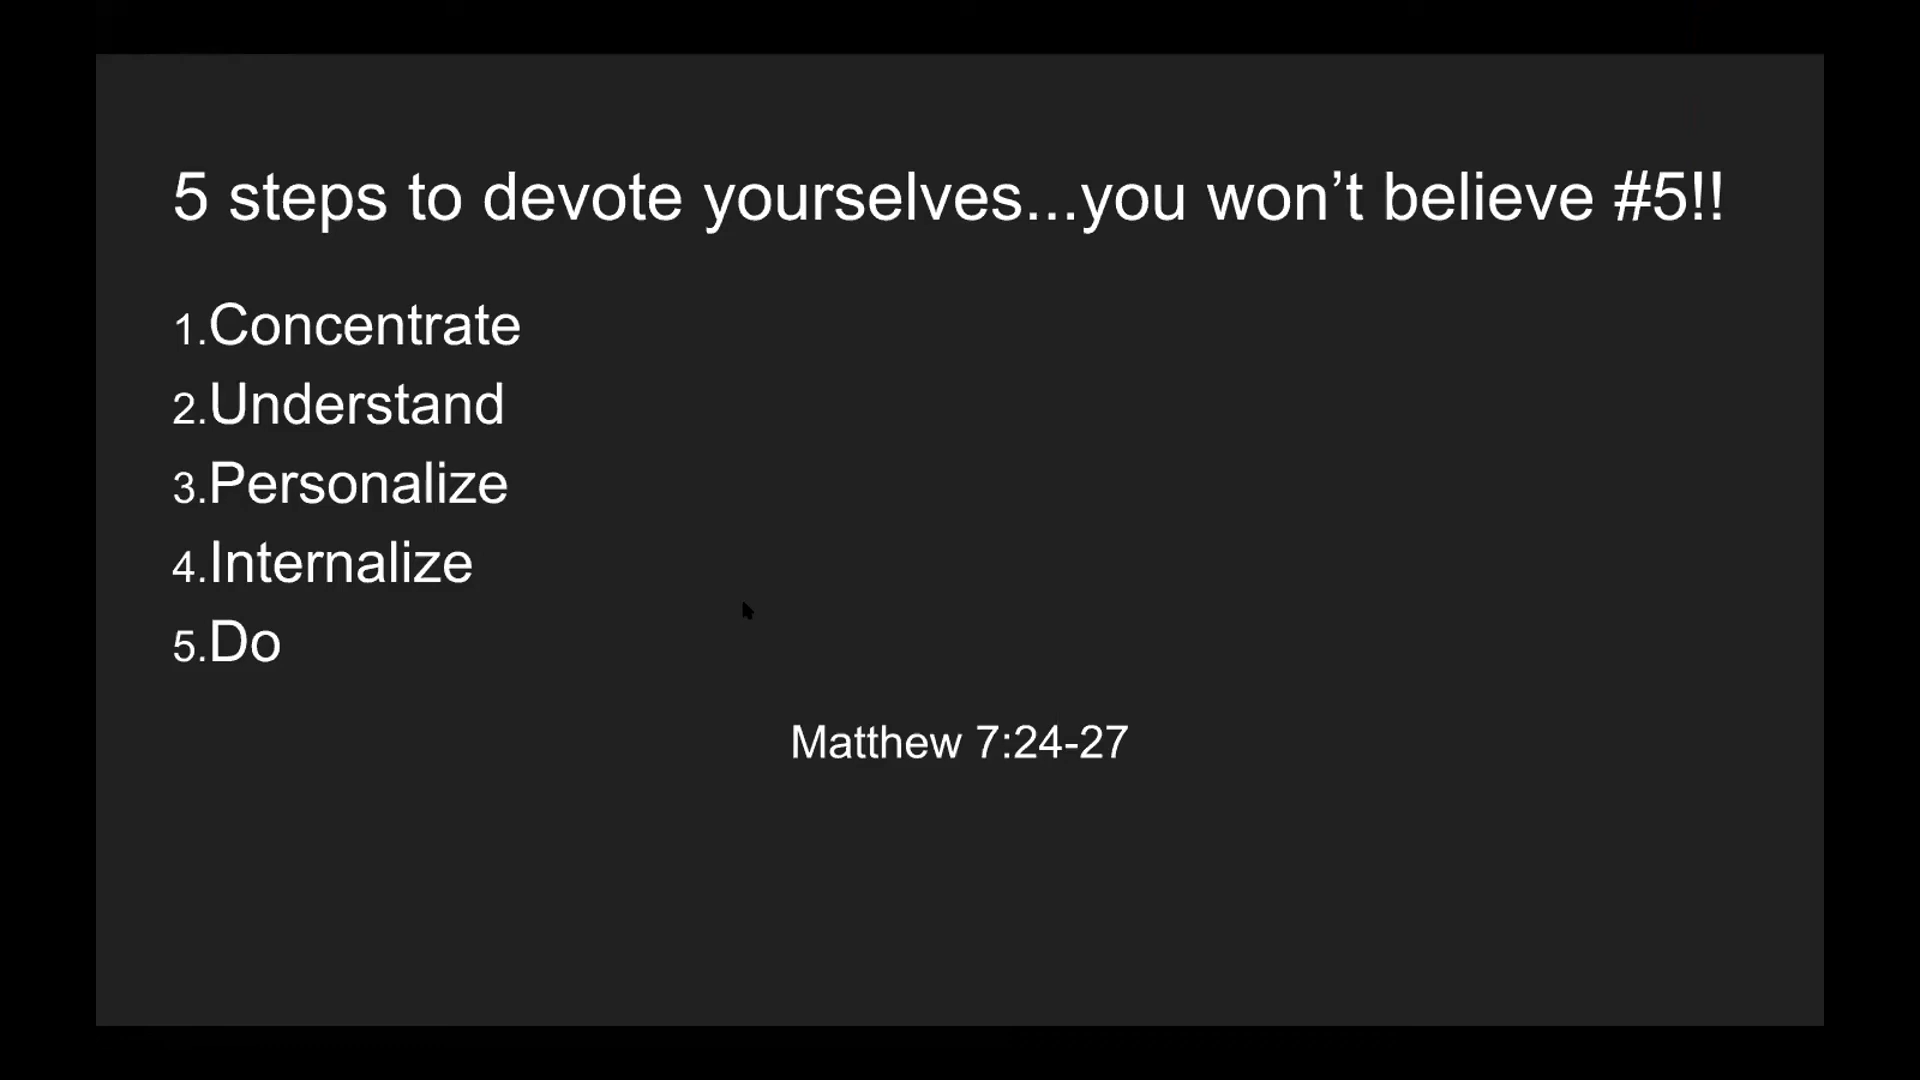 5 steps to devote yourselves...you won’t believe #5!!
1.Concentrate
2.Understand
3.Personalize
4.Internalize
5.Do
Matthew 7:24-27